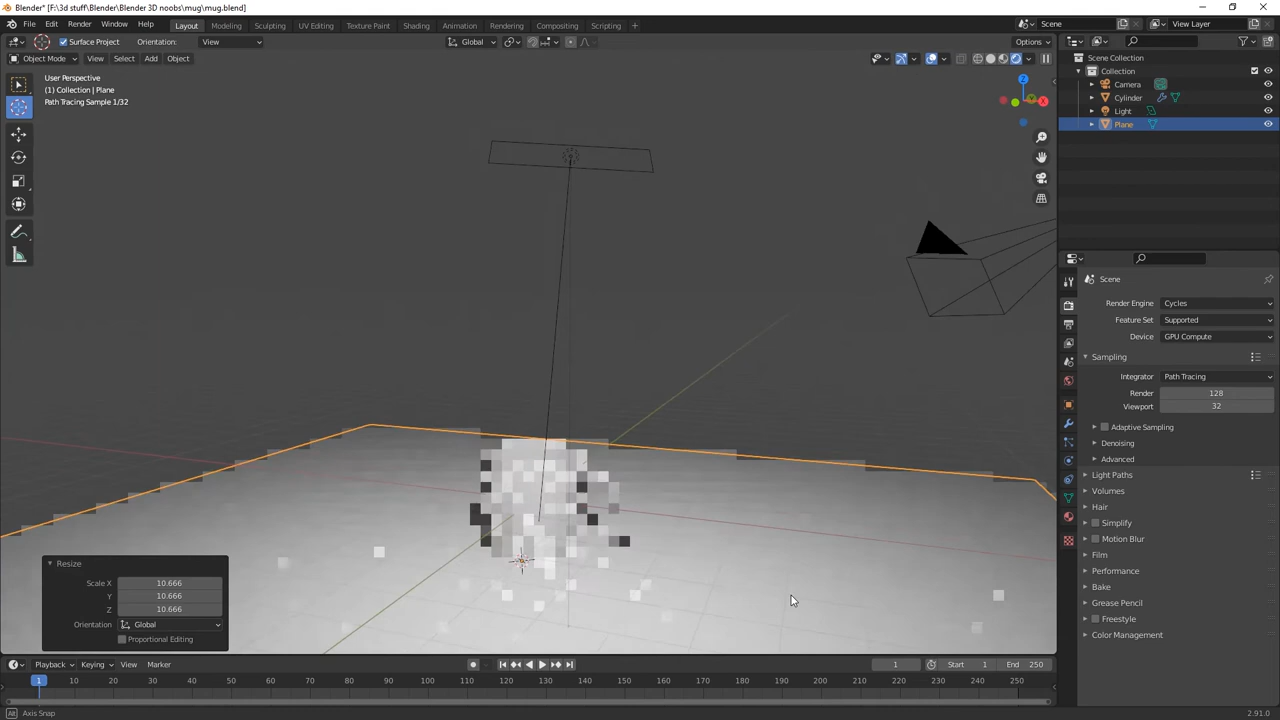 Blender* [F:\3d stuff\Blender\Blender 3D noobs\mug\mug.blend]
File Edit Render Window Help Layout Modeling Sculpting UV Editing Texture Paint Shading Animation Rendering Compositing Scripting + Scene View Layer
Surface Project Orientation: View Global Options
Object Mode View Select Add Object
User Perspective
(1) Collection | Plane
Path Tracing Sample 1/32
Z
X
Scene Collection
Collection
Camera
Cylinder
Light
Plane
Scene
Render Engine Cycles
Feature Set Supported
Device GPU Compute
Sampling
Integrator Path Tracing
Render 128
Viewport 32
Adaptive Sampling
Denoising
Advanced
Light Paths
Volumes
Hair
Simplify
Motion Blur
Film
Performance
Bake
Grease Pencil
Freestyle
Color Management
Resize
Scale X 10.666
Y 10.666
Z 10.666
Orientation Global
Proportional Editing
Playback Keying View Marker 1 Start 1 End 250
1 10 20 30 40 50 60 70 80 90 100 110 120 130 140 150 160 170 180 190 200 210 220 230 240 250
Alt Axis Snap 2.91.0